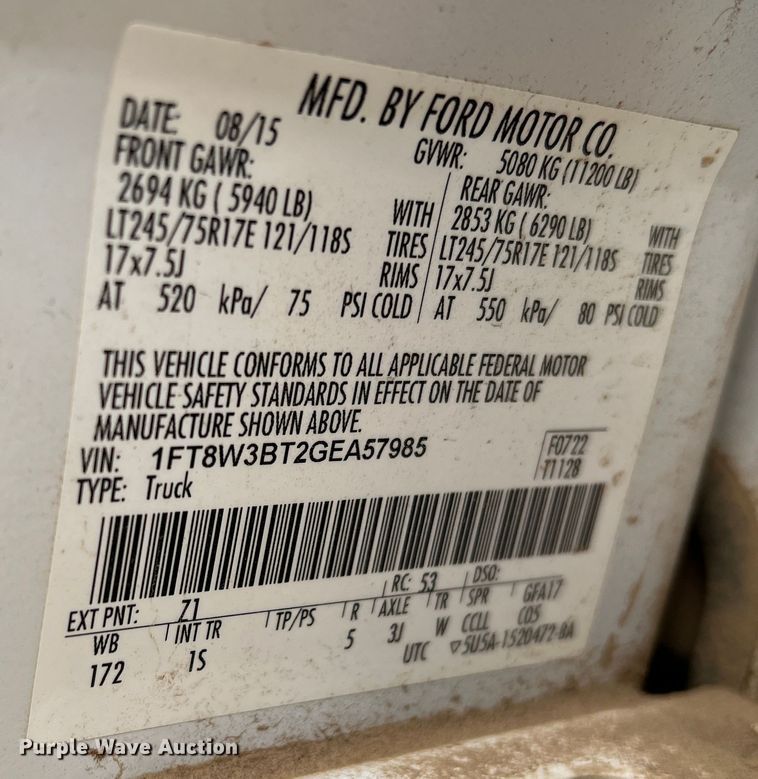 MFD. BY FORD MOTOR CO.
DATE: 08/15
GVWR: 5080 KG (11200 LB)
FRONT GAWR:
2694 KG ( 5940 LB) WITH
LT245/75R17E 121/118S TIRES
17x7.5J RIMS
AT 520 kPa/ 75 PSI COLD
REAR GAWR:
2853 KG ( 6290 LB) WITH
LT245/75R17E 121/118S TIRES
17x7.5J RIMS
AT 550 kPa/ 80 PSI COLD
THIS VEHICLE CONFORMS TO ALL APPLICABLE FEDERAL MOTOR
VEHICLE SAFETY STANDARDS IN EFFECT ON THE DATE OF
MANUFACTURE SHOWN ABOVE.
VIN: 1FT8W3BT2GEA57985
F0722
T1128
TYPE: Truck
EXT PNT: Z1 RC: 53 DSO:
WB INT TR TP/PS R AXLE TR SPR GFA17
172 1S 5 3J W CCLL C05
UTC ▽5U5A-1520472-BA
Purple Wave Auction